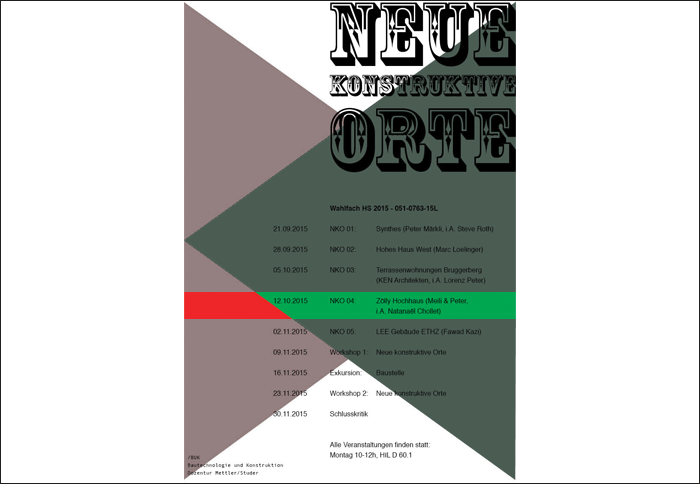 NEUE
KONSTRUKTIVE
ORTE
Wahlfach HS 2015 - 051-0763-15L
21.09.2015 NKO 01: Synthes (Peter Märkli, i.A. Steve Roth)
28.09.2015 NKO 02: Hohes Haus West (Marc Loeliger)
05.10.2015 NKO 03: Terrassenwohnungen Bruggerberg
(KEN Architekten, i.A. Lorenz Peter)
12.10.2015 NKO 04: Zölly Hochhaus (Meili & Peter,
i.A. Natanaël Chollet)
02.11.2015 NKO 05: LEE Gebäude ETHZ (Fawad Kazi)
09.11.2015 Workshop 1: Neue konstruktive Orte
16.11.2015 Exkursion: Baustelle
23.11.2015 Workshop 2: Neue konstruktive Orte
30.11.2015 Schlusskritik
Alle Veranstaltungen finden statt:
Montag 10-12h, HIL D 60.1
/BUK
Bautechnologie und Konstruktion
Dozentur Mettler/Studer